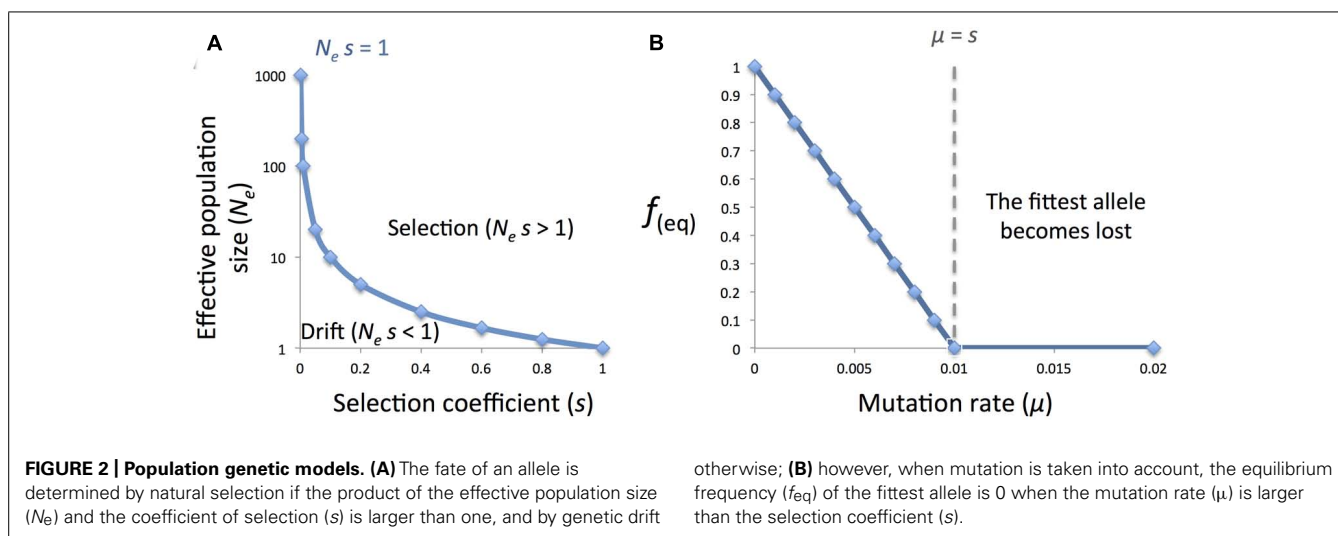 A
N_e s = 1
1000
100
10
1
Effective population
size (N_e)
Selection (N_e s > 1)
Drift (N_e s < 1)
0 0.2 0.4 0.6 0.8 1
Selection coefficient (s)
B
μ = s
1
0.9
0.8
0.7
0.6
0.5
0.4
0.3
0.2
0.1
0
f(eq)
The fittest allele
becomes lost
0 0.005 0.01 0.015 0.02
Mutation rate (μ)
FIGURE 2 | Population genetic models. (A) The fate of an allele is
determined by natural selection if the product of the effective population size
(Ne) and the coefficient of selection (s) is larger than one, and by genetic drift
otherwise; (B) however, when mutation is taken into account, the equilibrium
frequency (feq) of the fittest allele is 0 when the mutation rate (μ) is larger
than the selection coefficient (s).